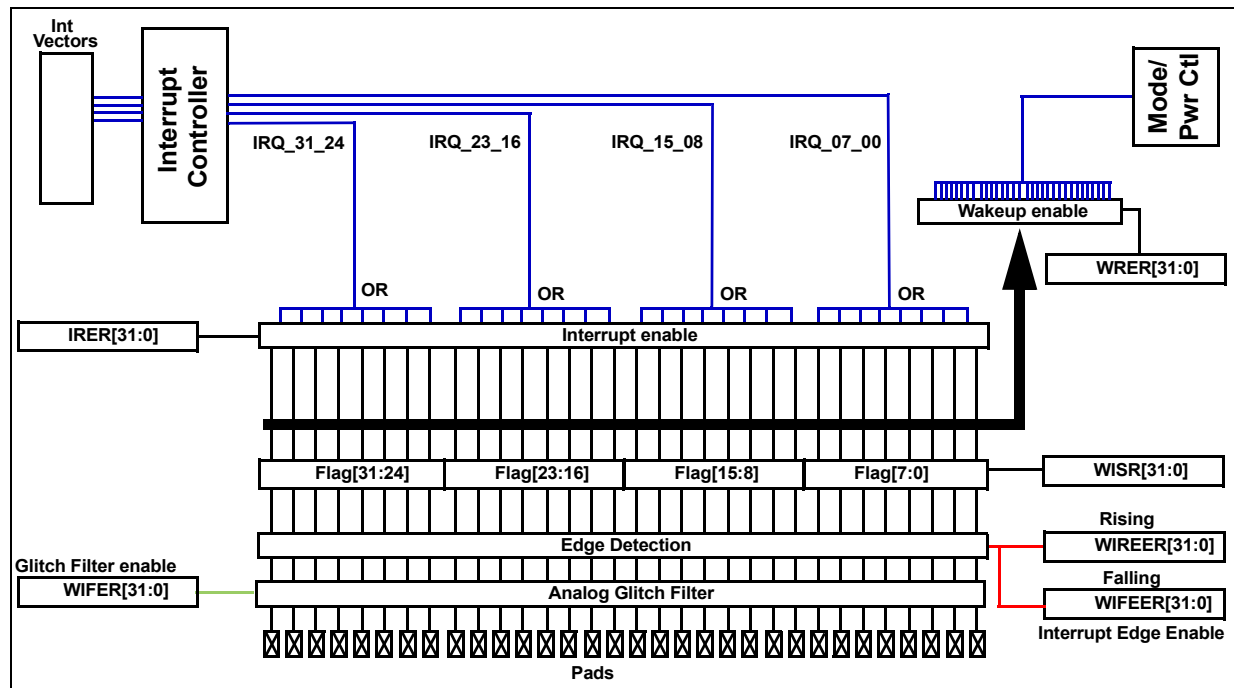 Int
Vectors
Interrupt
Controller
Mode/
Pwr Ctl
IRQ_31_24
IRQ_23_16
IRQ_15_08
IRQ_07_00
Wakeup enable
WRER[31:0]
OR
OR
OR
OR
IRER[31:0]
Interrupt enable
Flag[31:24]
Flag[23:16]
Flag[15:8]
Flag[7:0]
WISR[31:0]
Rising
Edge Detection
WIREER[31:0]
Glitch Filter enable
Falling
WIFER[31:0]
Analog Glitch Filter
WIFEER[31:0]
Interrupt Edge Enable
Pads